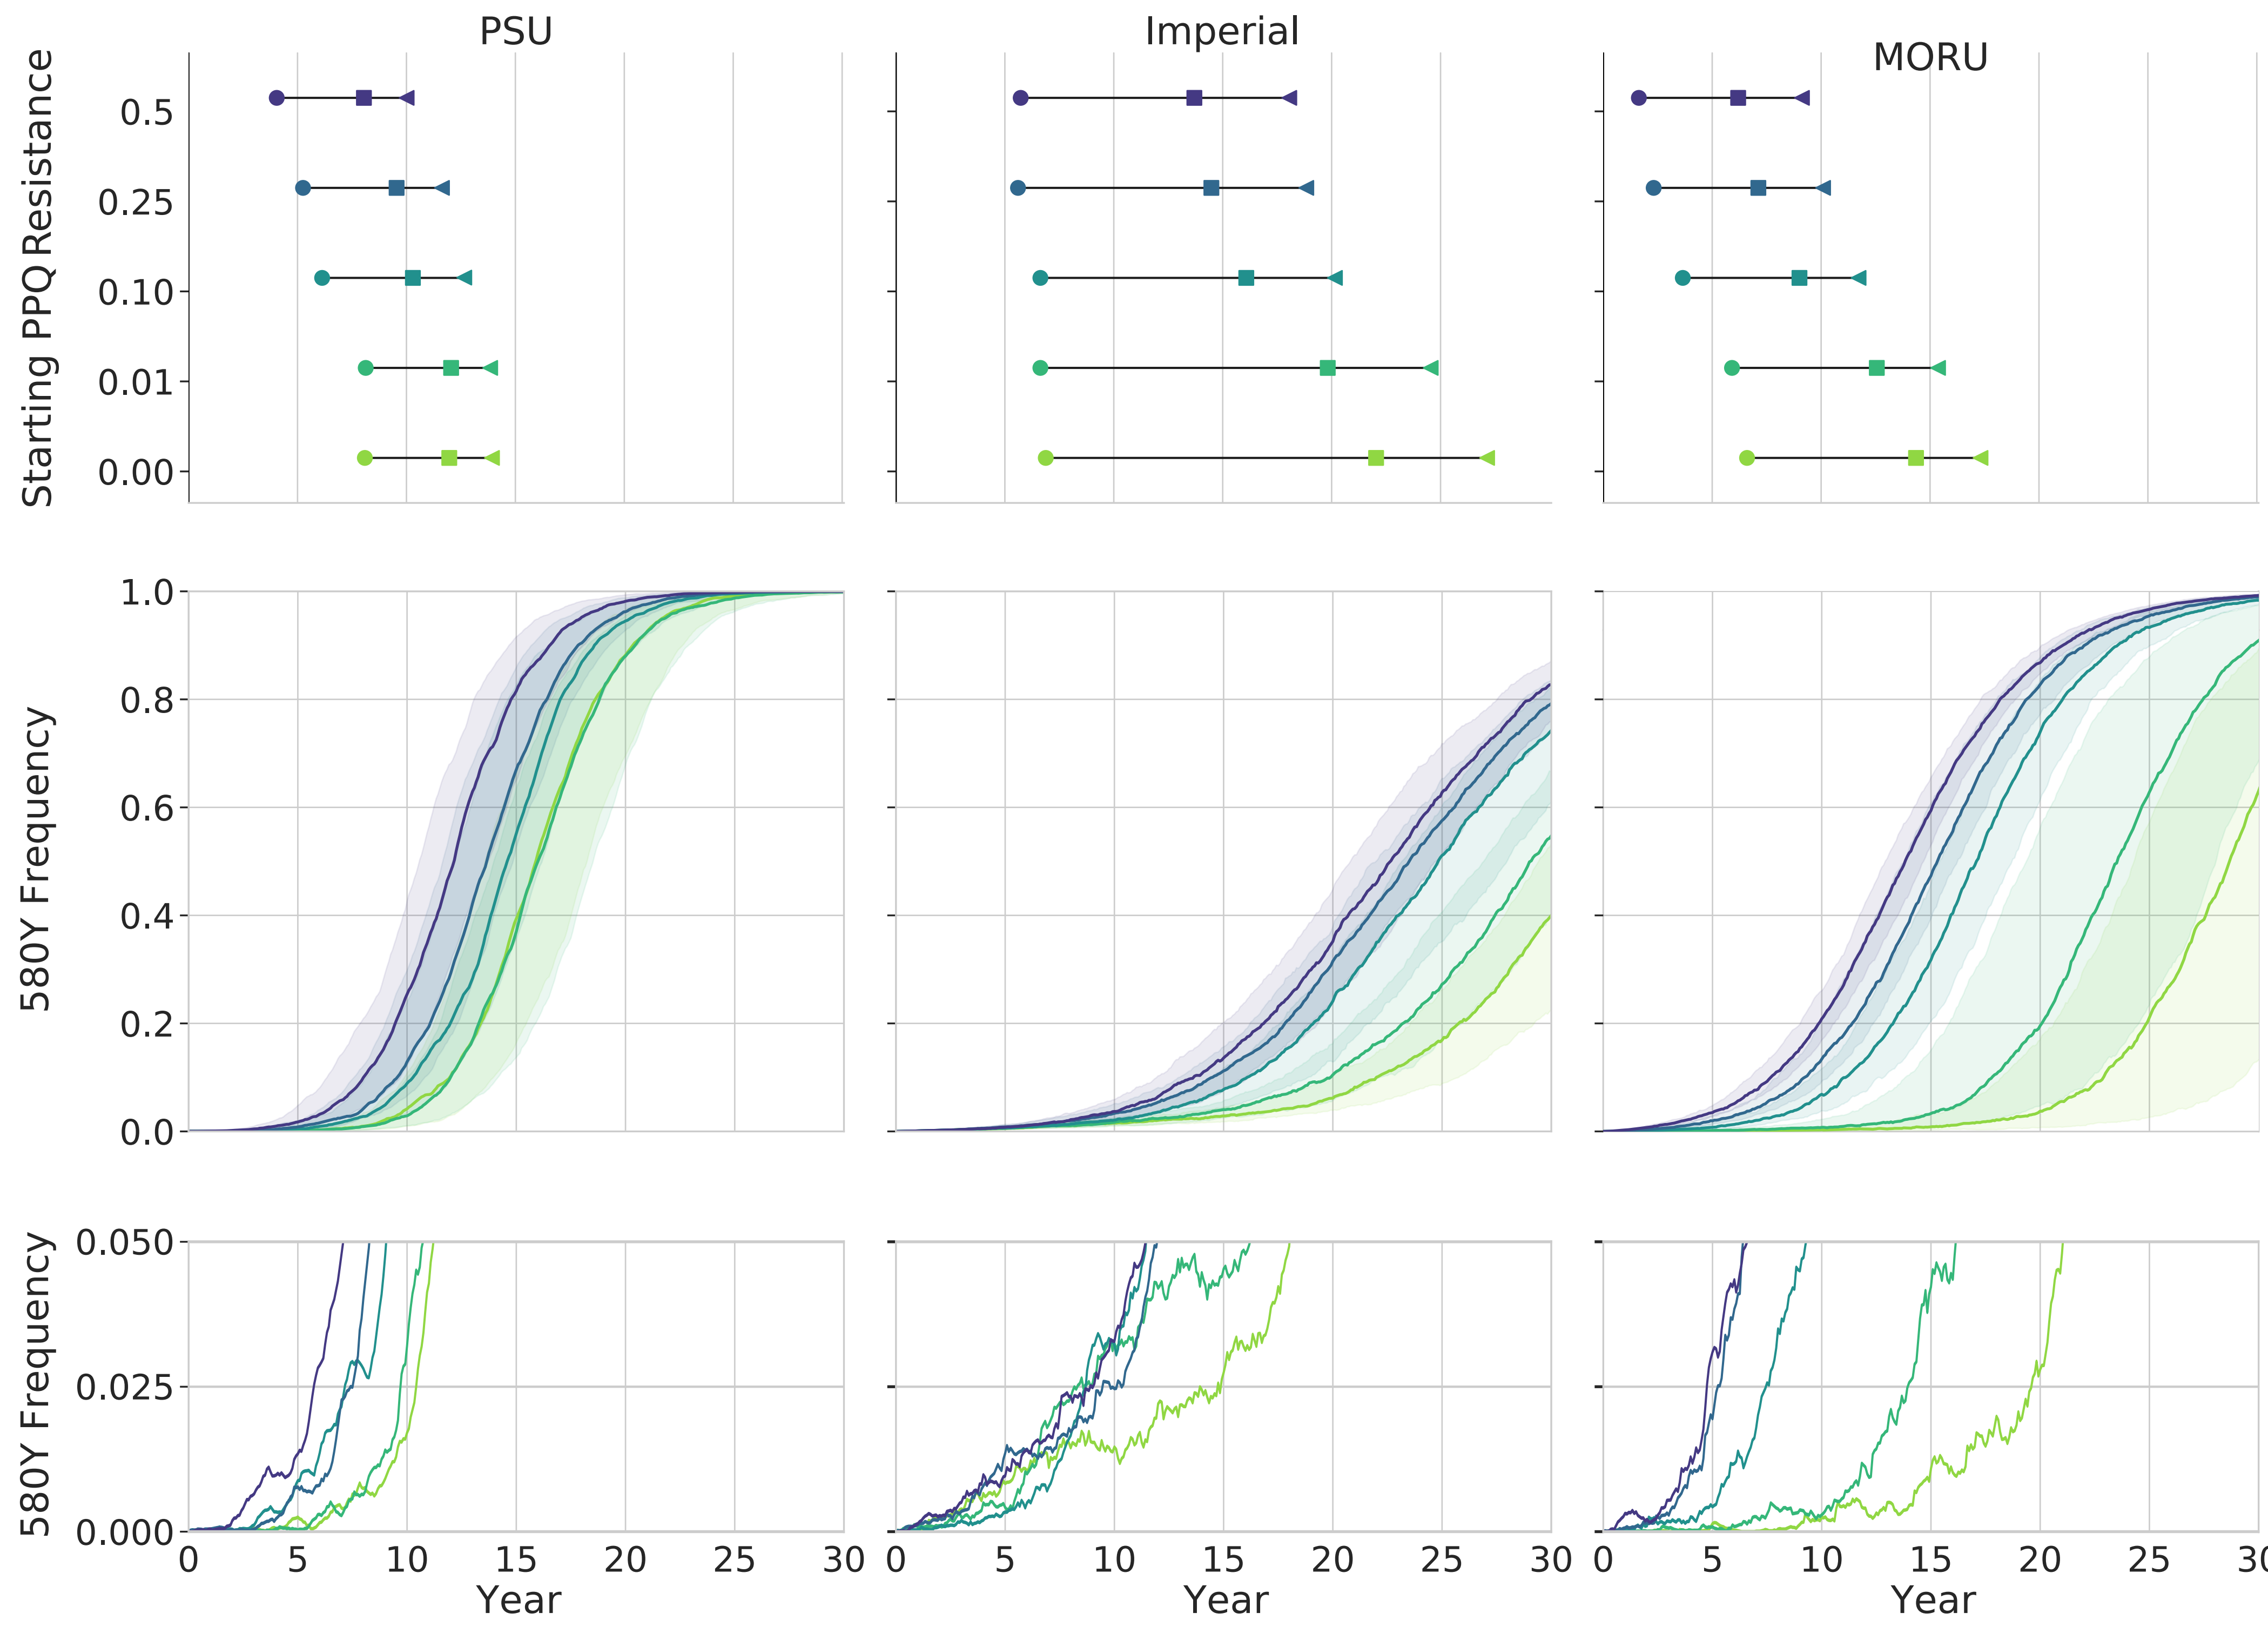 PSU
Imperial
MORU
Starting PPQ Resistance
0.5
0.25
0.10
0.01
0.00
580Y Frequency
1.0
0.8
0.6
0.4
0.2
0.0
580Y Frequency
0.050
0.025
0.000
0 5 10 15 20 25 30
0 5 10 15 20 25 30
0 5 10 15 20 25 30
Year
Year
Year